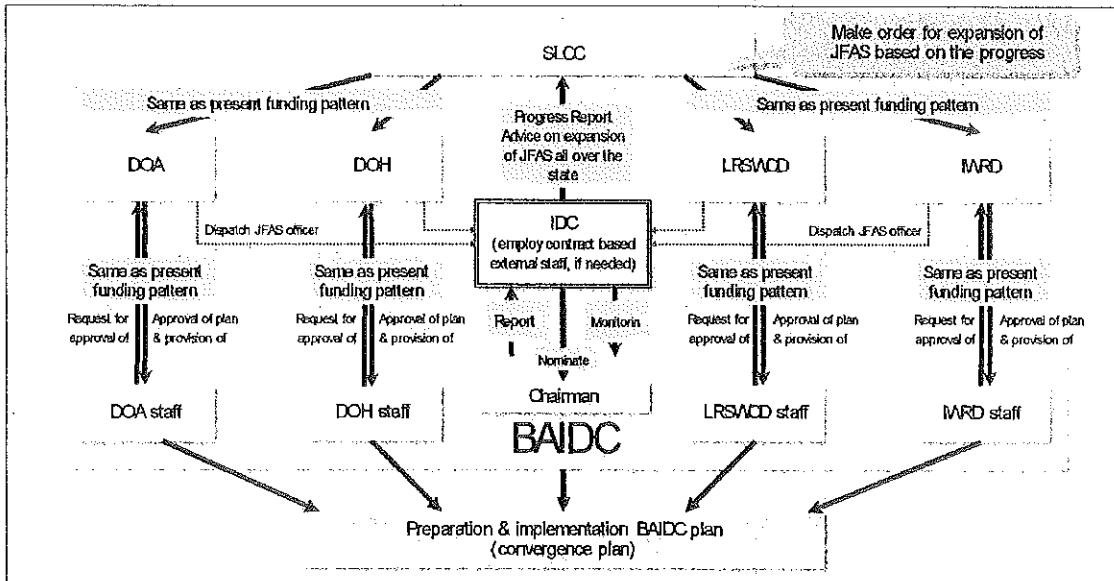 Make order for expansion of
JFAS based on the progress
SLCC
Same as present funding pattern
Same as present funding pattern
Progress Report
Advice on expansion
of JFAS all over the
state
DOA
DOH
LRSWCD
IWRD
IDC
(employ contract based
external staff, if needed)
Dispatch JFAS officer
Dispatch JFAS officer
Same as present
funding pattern
Same as present
funding pattern
Same as present
funding pattern
Same as present
funding pattern
Request for
approval of
Approval of plan
& provision of
Request for
approval of
Approval of plan
& provision of
Report
Monitorin
Nominate
Request for
approval of
Approval of plan
& provision of
Request for
approval of
Approval of plan
& provision of
DOA staff
DOH staff
Chairman
LRSWCD staff
IWRD staff
BAIDC
Preparation & implementation BAIDC plan
(convergence plan)